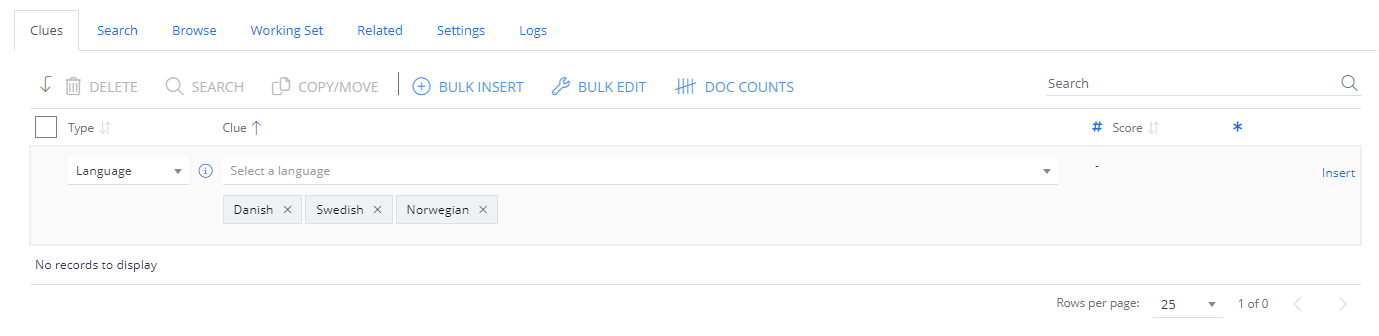 Clues Search Browse Working Set Related Settings Logs
DELETE SEARCH COPY/MOVE BULK INSERT BULK EDIT DOC COUNTS Search
Type Clue # Score *
Language Select a language - Insert
Danish × Swedish × Norwegian ×
No records to display
Rows per page: 25 1 of 0